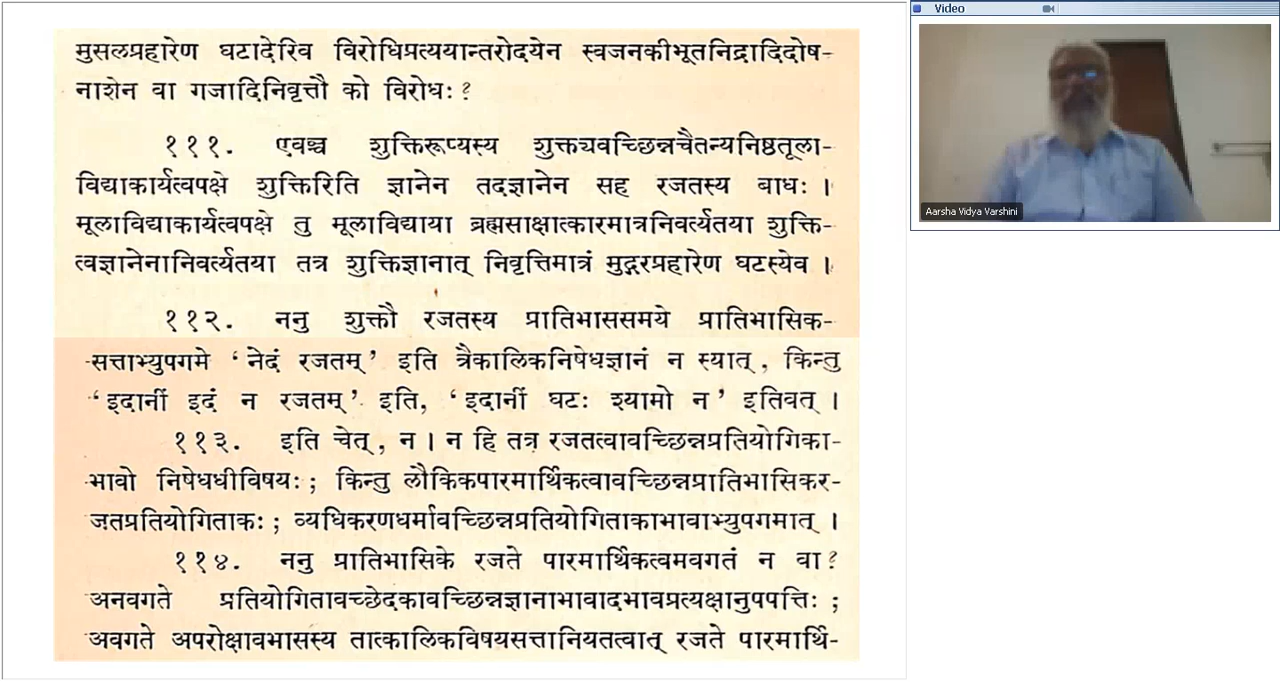 मुसलप्रहारेण घटादेरिव विरोधिप्रत्ययान्तरोदयेन स्वजनकीभूतनिद्रादिदोष-
नाशेन वा गजादिनिवृत्तौ को विरोधः?
१११. एवञ्च शुक्तिरूप्यस्य शुक्त्यवच्छिन्नचैतन्यनिष्ठतूला-
विद्याकार्यत्वपक्षे शुक्तिरिति ज्ञानेन तदज्ञानेन सह रजतस्य बाधः ।
मूलाविद्याकार्यत्वपक्षे तु मूलाविद्याया ब्रह्मसाक्षात्कारमात्रनिवर्त्यतया शुक्ति-
त्वज्ञानेनानिवर्त्यतया तत्र शुक्तिज्ञानात् निवृत्तिमात्रं मुद्गरप्रहारेण घटस्येव ।
११२. ननु शुक्तौ रजतस्य प्रातिभाससमये प्रातिभासिक-
-सत्ताभ्युपगमे ‘नेदं रजतम्’ इति त्रैकालिकनिषेधज्ञानं न स्यात्, किन्तु
‘इदानीं इदं न रजतम्’ इति, ‘इदानीं घटः श्यामो न’ इतिवत् ।
११३. इति चेत्, न । न हि तत्र रजतत्वावच्छिन्नप्रतियोगिका-
भावो निषेधधीविषयः; किन्तु लौकिकपारमार्थिकत्वावच्छिन्नप्रातिभासिकर-
जतप्रतियोगिताकः; व्यधिकरणधर्मावच्छिन्नप्रतियोगिताकाभावाभ्युपगमात् ।
११४. ननु प्रातिभासिके रजते पारमार्थिकत्वमवगतं न वा?
अनवगते प्रतियोगितावच्छेदकावच्छिन्नज्ञानाभावादभावप्रत्यक्षानुपपत्तिः;
अवगते अपरोक्षावभासस्य तात्कालिकविषयसत्तानियतत्वात् रजते पारमार्थि-
Video
Aarsha Vidya Varshini